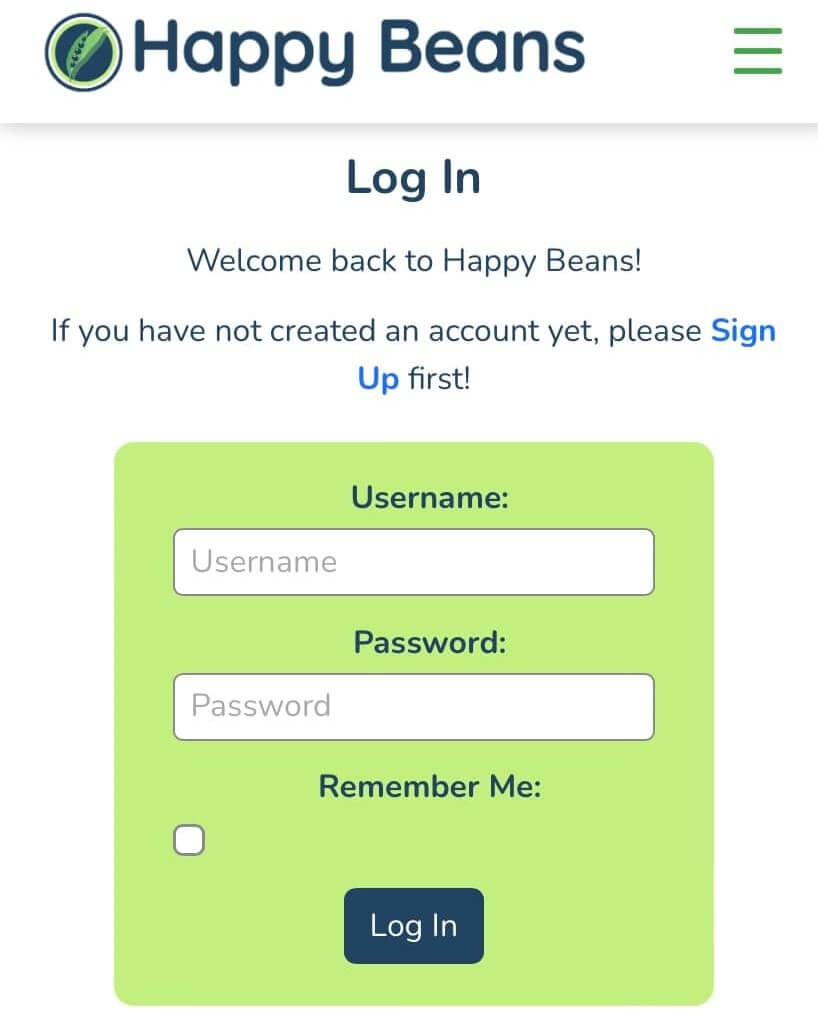 Happy Beans
Log In
Welcome back to Happy Beans!
If you have not created an account yet, please Sign
Up first!
Username:
Username
Password:
Password
Remember Me:
Log In